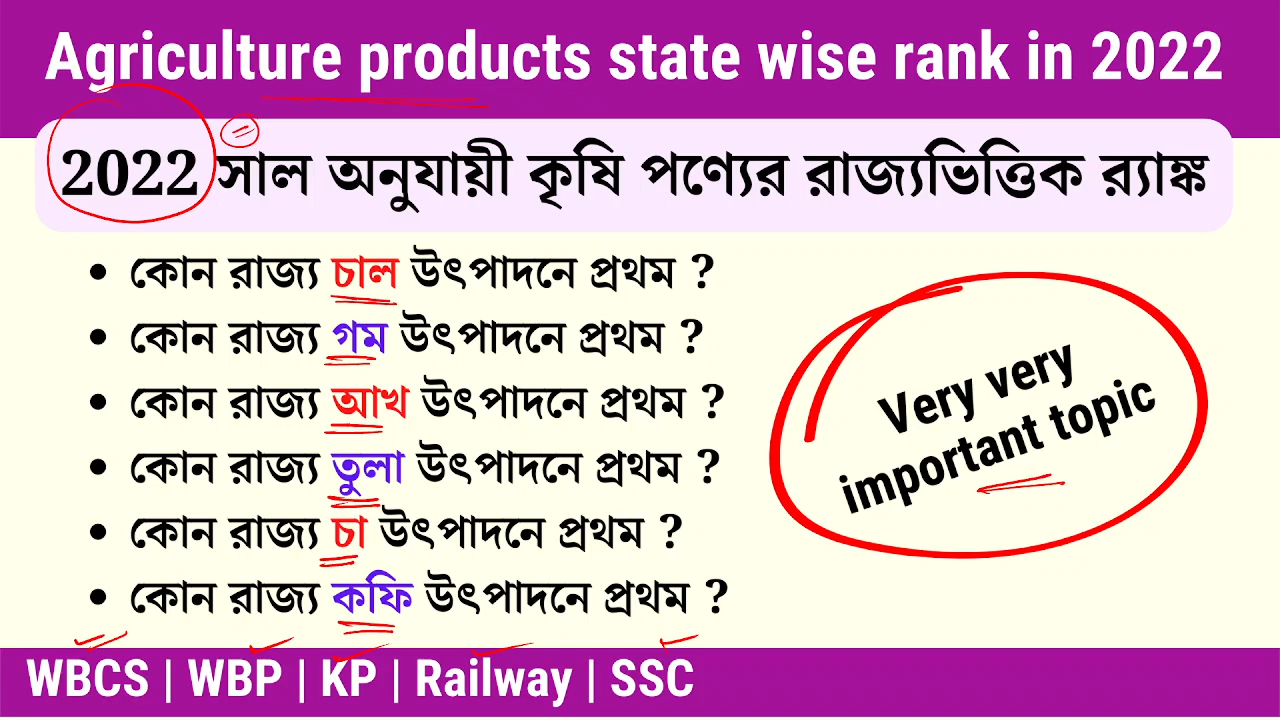 Agriculture products state wise rank in 2022
2022 সাল অনুযায়ী কৃষি পণ্যের রাজ্যভিত্তিক র‍্যাঙ্ক
• কোন রাজ্য চাল উৎপাদনে প্রথম ?
• কোন রাজ্য গম উৎপাদনে প্রথম ?
• কোন রাজ্য আখ উৎপাদনে প্রথম ?
• কোন রাজ্য তুলা উৎপাদনে প্রথম ?
• কোন রাজ্য চা উৎপাদনে প্রথম ?
• কোন রাজ্য কফি উৎপাদনে প্রথম ?
Very very
important topic
WBCS | WBP | KP | Railway | SSC